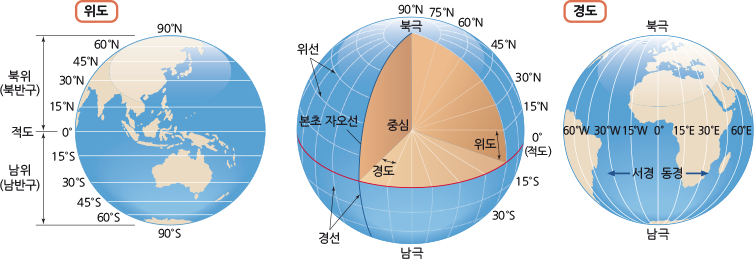 위도
90°N
60°N
45°N
30°N
15°N
0°
15°S
30°S
45°S
60°S
90°S
북위
(북반구)
적도
남위
(남반구)
90°N
75°N
60°N
45°N
30°N
15°N
0°
(적도)
15°S
30°S
북극
위선
본초 자오선
중심
위도
경도
경선
남극
경도
북극
60°W 30°W 15°W 0° 15°E 30°E 60°E
서경 동경
남극